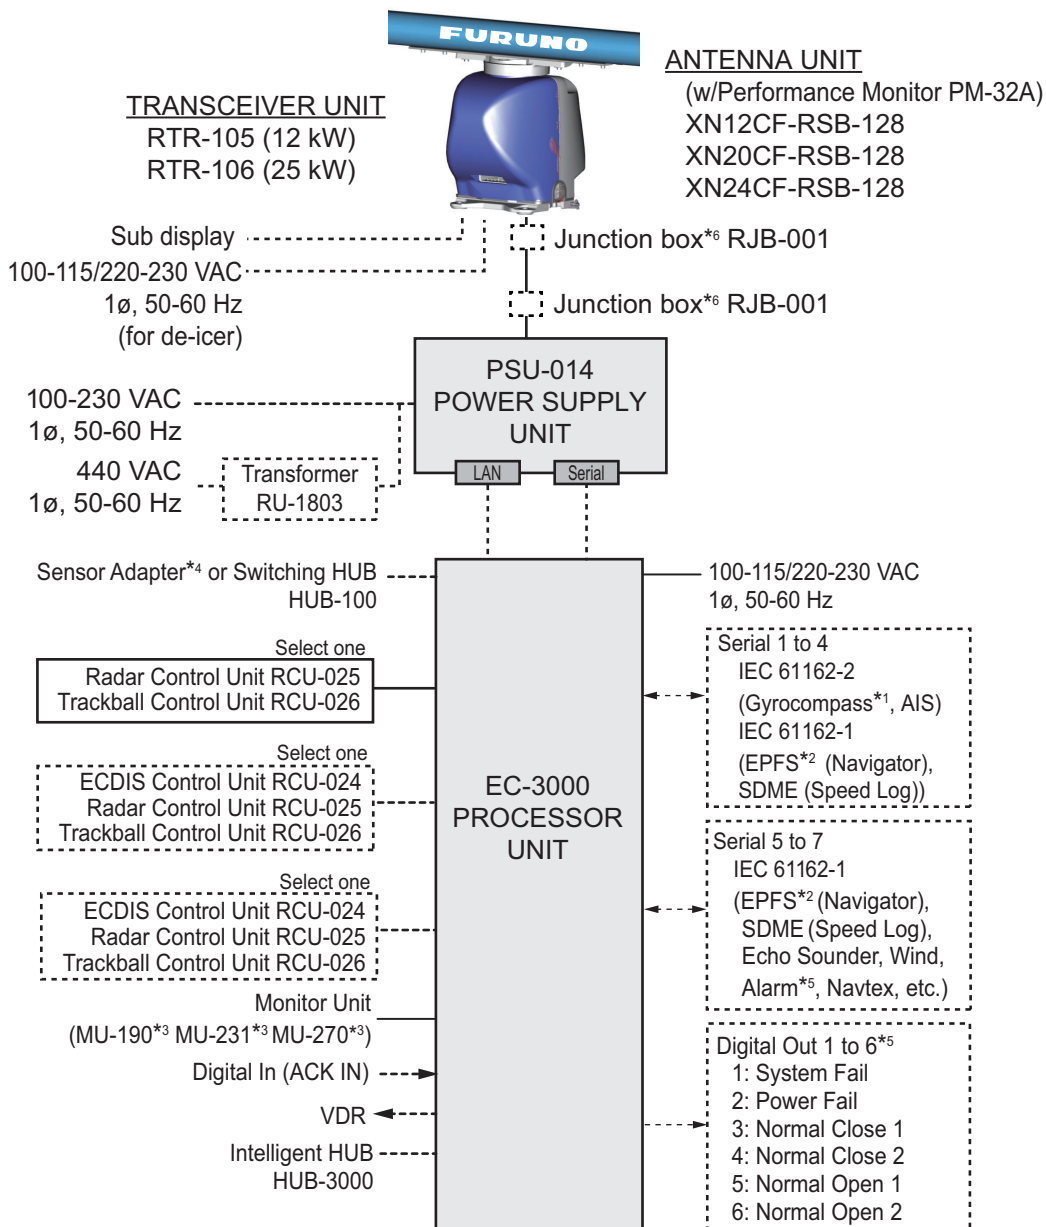 FURUNO
ANTENNA UNIT
(w/Performance Monitor PM-32A)
XN12CF-RSB-128
XN20CF-RSB-128
XN24CF-RSB-128
TRANSCEIVER UNIT
RTR-105 (12 kW)
RTR-106 (25 kW)
Sub display
100-115/220-230 VAC
1ø, 50-60 Hz
(for de-icer)
Junction box*6 RJB-001
Junction box*6 RJB-001
PSU-014
POWER SUPPLY
UNIT
LAN
Serial
100-230 VAC
1ø, 50-60 Hz
440 VAC
1ø, 50-60 Hz
Transformer
RU-1803
Sensor Adapter*4 or Switching HUB
HUB-100
Select one
Radar Control Unit RCU-025
Trackball Control Unit RCU-026
Select one
ECDIS Control Unit RCU-024
Radar Control Unit RCU-025
Trackball Control Unit RCU-026
Select one
ECDIS Control Unit RCU-024
Radar Control Unit RCU-025
Trackball Control Unit RCU-026
Monitor Unit
(MU-190*3 MU-231*3 MU-270*3)
Digital In (ACK IN)
VDR
Intelligent HUB
HUB-3000
EC-3000
PROCESSOR
UNIT
100-115/220-230 VAC
1ø, 50-60 Hz
Serial 1 to 4
IEC 61162-2
(Gyrocompass*1, AIS)
IEC 61162-1
(EPFS*2 (Navigator),
SDME (Speed Log))
Serial 5 to 7
IEC 61162-1
(EPFS*2 (Navigator),
SDME (Speed Log),
Echo Sounder, Wind,
Alarm*5, Navtex, etc.)
Digital Out 1 to 6*5
1: System Fail
2: Power Fail
3: Normal Close 1
4: Normal Close 2
5: Normal Open 1
6: Normal Open 2